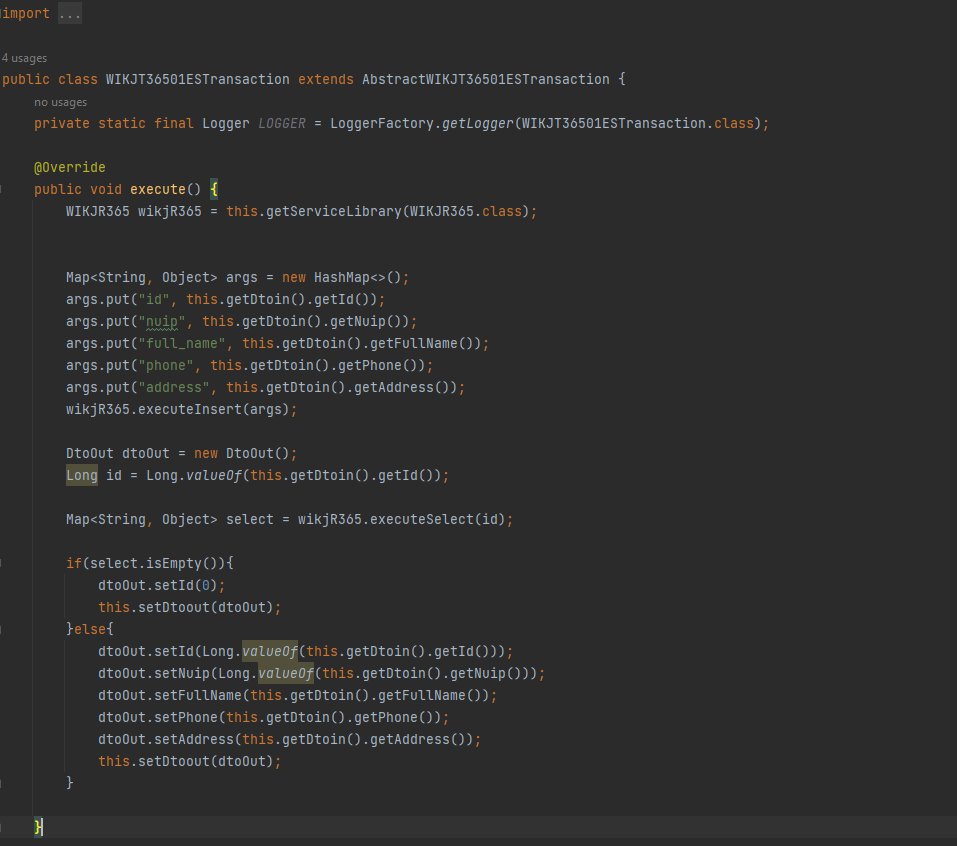 import ...
4 usages
public class WIKJT36501ESTransaction extends AbstractWIKJT36501ESTransaction {
no usages
private static final Logger LOGGER = LoggerFactory.getLogger(WIKJT36501ESTransaction.class);
@Override
public void execute() {
WIKJR365 wikjR365 = this.getServiceLibrary(WIKJR365.class);
Map<String, Object> args = new HashMap<>();
args.put("id", this.getDtoin().getId());
args.put("nuip", this.getDtoin().getNuip());
args.put("full_name", this.getDtoin().getFullName());
args.put("phone", this.getDtoin().getPhone());
args.put("address", this.getDtoin().getAddress());
wikjR365.executeInsert(args);
DtoOut dtoOut = new DtoOut();
Long id = Long.valueOf(this.getDtoin().getId());
Map<String, Object> select = wikjR365.executeSelect(id);
if(select.isEmpty()){
dtoOut.setId(0);
this.setDtoout(dtoOut);
}else{
dtoOut.setId(Long.valueOf(this.getDtoin().getId()));
dtoOut.setNuip(Long.valueOf(this.getDtoin().getNuip()));
dtoOut.setFullName(this.getDtoin().getFullName());
dtoOut.setPhone(this.getDtoin().getPhone());
dtoOut.setAddress(this.getDtoin().getAddress());
this.setDtoout(dtoOut);
}
}